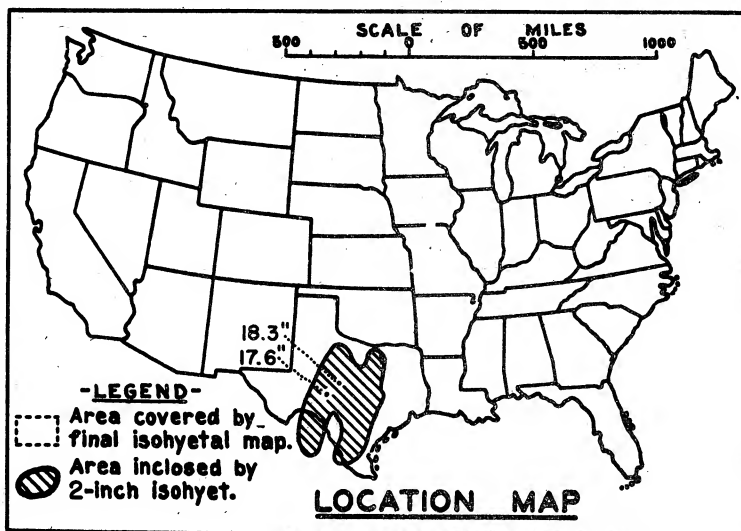 SCALE OF MILES
500 0 500 1000
18.3"
17.6"
-LEGEND-
Area covered by
final isohyetal map.
Area inclosed by
2-inch isohyet.
LOCATION MAP